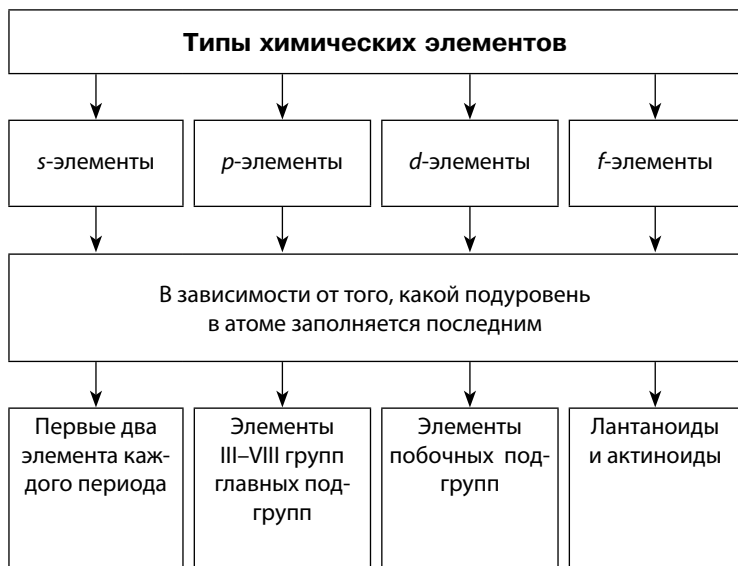 Типы химических элементов
s-элементы
p-элементы
d-элементы
f-элементы
В зависимости от того, какой подуровень
в атоме заполняется последним
Первые два
элемента каж-
дого периода
Элементы
III–VIII групп
главных под-
групп
Элементы
побочных под-
групп
Лантаноиды
и актиноиды